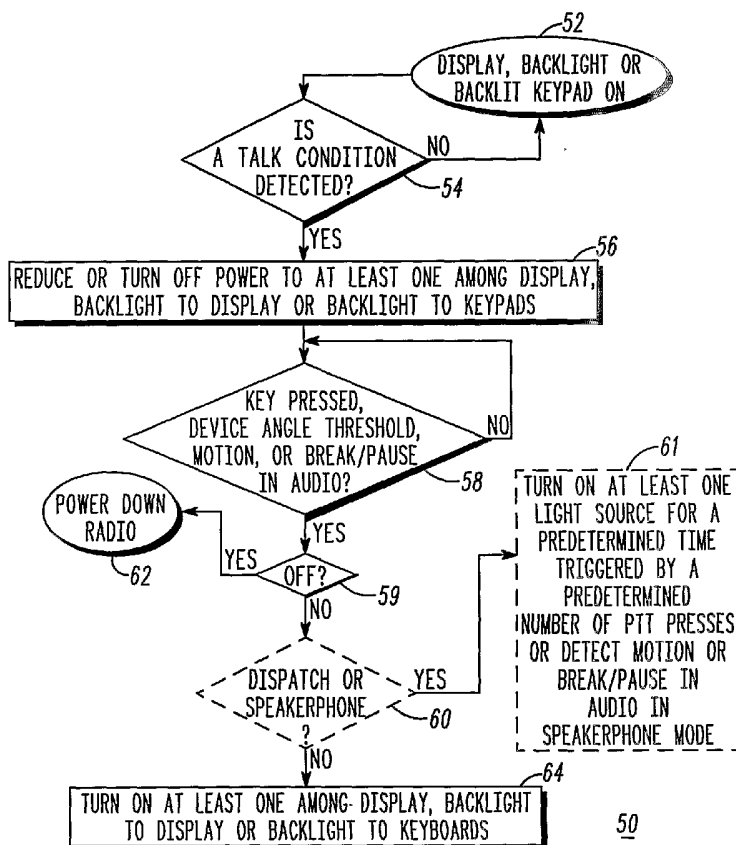 52
DISPLAY, BACKLIGHT OR
BACKLIT KEYPAD ON
IS
A TALK CONDITION
DETECTED?
NO
54
YES
56
REDUCE OR TURN OFF POWER TO AT LEAST ONE AMONG DISPLAY,
BACKLIGHT TO DISPLAY OR BACKLIGHT TO KEYPADS
KEY PRESSED,
DEVICE ANGLE THRESHOLD,
MOTION, OR BREAK/PAUSE
IN AUDIO?
NO
58
YES
61
TURN ON AT LEAST ONE
LIGHT SOURCE FOR A
PREDETERMINED TIME
TRIGGERED BY A
PREDETERMINED
NUMBER OF PTT PRESSES
OR DETECT MOTION OR
BREAK/PAUSE IN
AUDIO IN
SPEAKERPHONE MODE
POWER DOWN
RADIO
62
YES
OFF?
59
NO
DISPATCH OR
SPEAKERPHONE
?
YES
60
NO
64
TURN ON AT LEAST ONE AMONG DISPLAY, BACKLIGHT
TO DISPLAY OR BACKLIGHT TO KEYBOARDS
50